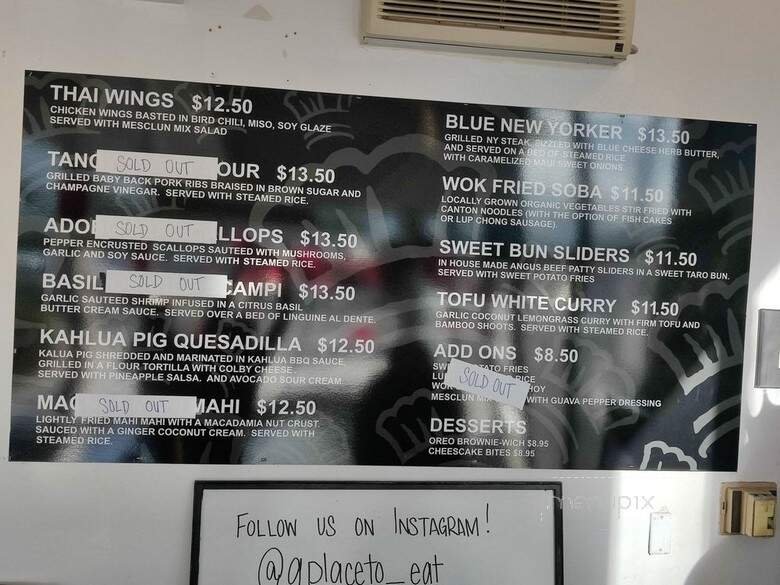 THAI WINGS $12.50
CHICKEN WINGS BASTED IN BIRD CHILI, MISO, SOY GLAZE
SERVED WITH MESCLUN MIX SALAD
TANG SOLD OUT OUR $13.50
GRILLED BABY BACK PORK RIBS BRAISED IN BROWN SUGAR AND
CHAMPAGNE VINEGAR. SERVED WITH STEAMED RICE.
ADO SOLD OUT LLOPS $13.50
PEPPER ENCRUSTED SCALLOPS SAUTEED WITH MUSHROOMS,
GARLIC AND SOY SAUCE. SERVED WITH STEAMED RICE.
BASIL SOLD OUT CAMPI $13.50
GARLIC SAUTEED SHRIMP INFUSED IN A CITRUS BASIL
BUTTER CREAM SAUCE. SERVED OVER A BED OF LINGUINE AL DENTE.
KAHLUA PIG QUESADILLA $12.50
KALUA PIG SHREDDED AND MARINATED IN KAHLUA BBQ SAUCE
GRILLED IN A FLOUR TORTILLA WITH COLBY CHEESE.
SERVED WITH PINEAPPLE SALSA. AND AVOCADO SOUR CREAM
MAC SOLD OUT MAHI $12.50
LIGHTLY FRIED MAHI MAHI WITH A MACADAMIA NUT CRUST.
SAUCED WITH A GINGER COCONUT CREAM. SERVED WITH
STEAMED RICE.
BLUE NEW YORKER $13.50
GRILLED NY STEAK, DRIZZLED WITH BLUE CHEESE HERB BUTTER,
AND SERVED ON A BED OF STEAMED RICE
WITH CARAMELIZED MAUI SWEET ONIONS
WOK FRIED SOBA $11.50
LOCALLY GROWN ORGANIC VEGETABLES STIR FRIED WITH
CANTON NOODLES (WITH THE OPTION OF FISH CAKES
OR LUP CHONG SAUSAGE).
SWEET BUN SLIDERS $11.50
IN HOUSE MADE ANGUS BEEF PATTY SLIDERS IN A SWEET TARO BUN.
SERVED WITH SWEET POTATO FRIES
TOFU WHITE CURRY $11.50
GARLIC COCONUT LEMONGRASS CURRY WITH FIRM TOFU AND
BAMBOO SHOOTS. SERVED WITH STEAMED RICE.
ADD ONS $8.50
SW TATO FRIES
LU RICE
WOK SOLD OUT HOY
MESCLUN MIX WITH GUAVA PEPPER DRESSING
DESSERTS
OREO BROWNIE-WICH $8.95
CHEESCAKE BITES $8.95
FOLLOW US ON INSTAGRAM!
@aplaceto_eat
menupix